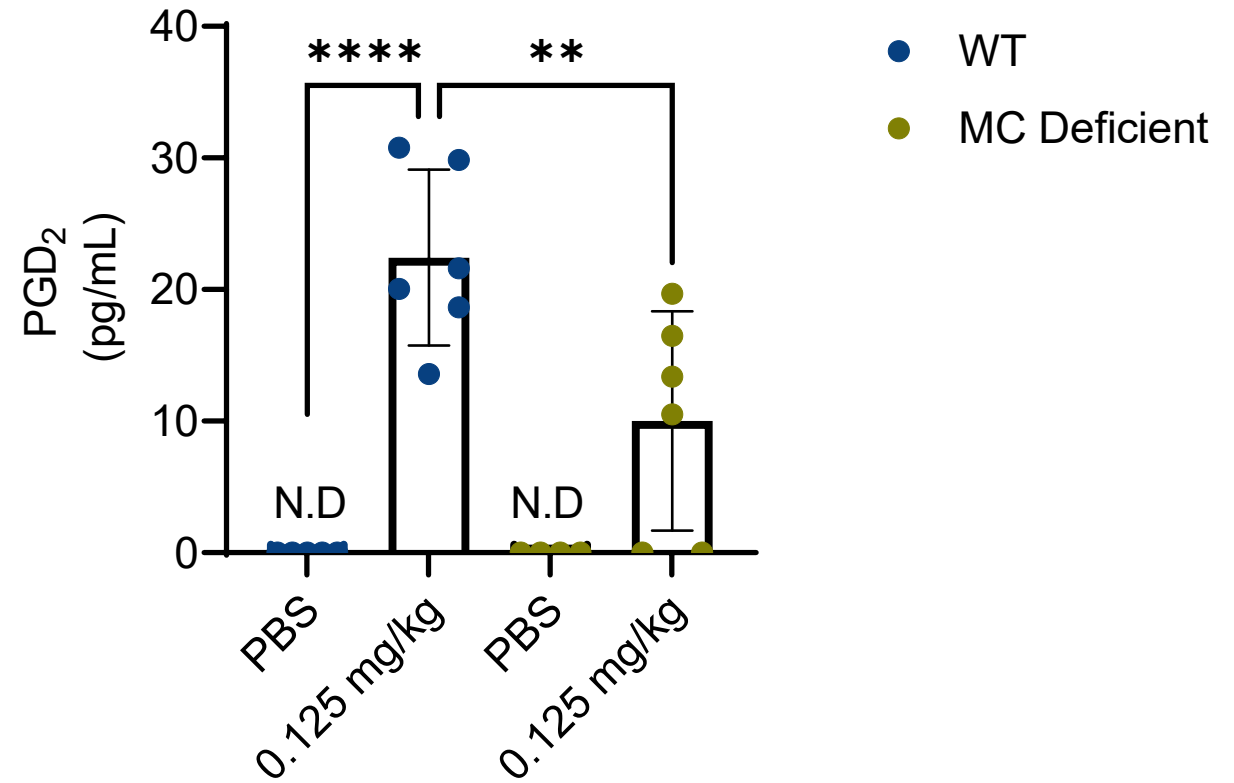 40
**** **
WT
MC Deficient
30
PGD₂
(pg/mL)
20
10
N.D N.D
0
PBS 0.125 mg/kg PBS 0.125 mg/kg